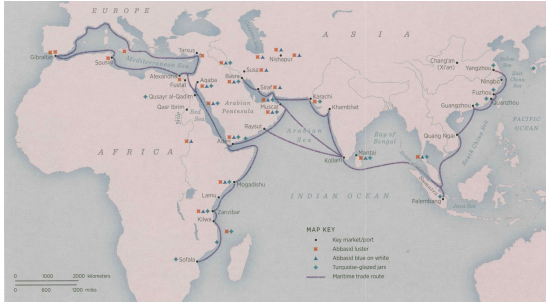 EUROPE
ASIA
Gibraltar
Tarsus
Mediterranean Sea
Sousa
Alexandria
Fustat
Aqaba
Qusayr al-Qadim
Qasr Ibrim
Nile
Red
Sea
Susa
Nishapur
Siraf
Arabian
Peninsula
Muscat
Raysut
Aden
Karachi
Khambhat
Arabian
Sea
Kollam
Mantai
Bay of
Bengal
Chang'an
(Xi'an)
Yangzhou
Ningbo
East
China
Sea
Fuzhou
Quanzhou
Guangzhou
PACIFIC
OCEAN
Quang Ngai
South China Sea
Palembang
Java Sea
AFRICA
Mogadishu
Lamu
Zanzibar
Kilwa
Sofala
INDIAN OCEAN
MAP KEY
Key market/port
Abbasid luster
Abbasid blue on white
Turquoise-glazed jars
Maritime trade route
0 1000 2000 kilometers
0 600 1200 miles